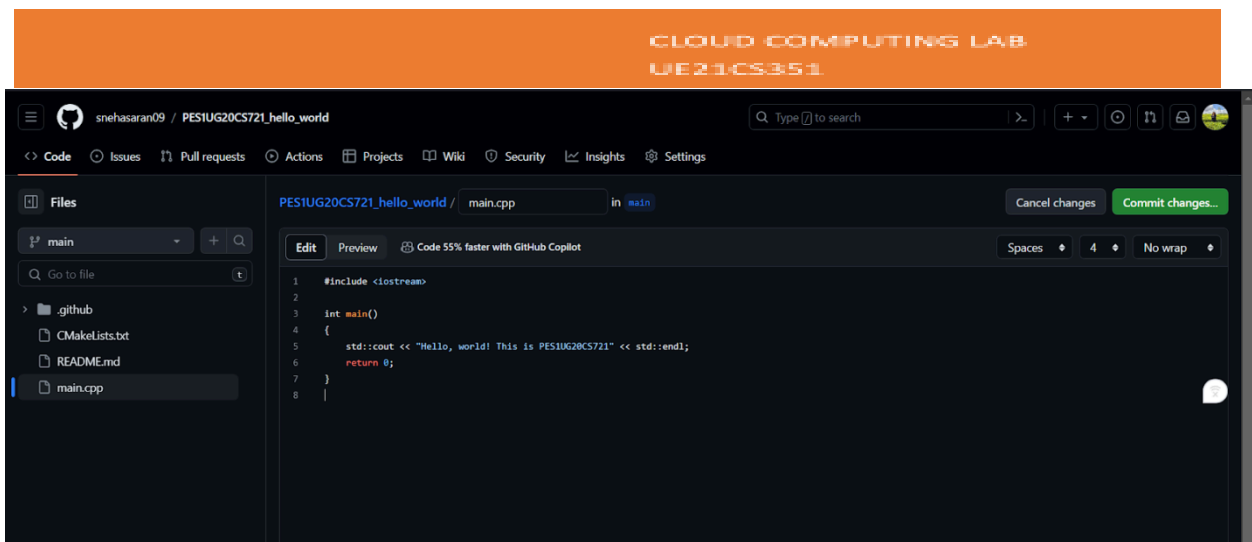 CLOUD COMPUTING LAB
UE21CS351
snehasaran09 / PES1UG20CS721_hello_world
Type / to search
Code Issues Pull requests Actions Projects Wiki Security Insights Settings
Files
PES1UG20CS721_hello_world / main.cpp in main
Cancel changes Commit changes...
main
Edit Preview Code 55% faster with GitHub Copilot
Spaces 4 No wrap
Go to file t
1 #include <iostream>
2
3 int main()
4 {
5 std::cout << "Hello, world! This is PES1UG20CS721" << std::endl;
6 return 0;
7 }
8
.github
CMakeLists.txt
README.md
main.cpp